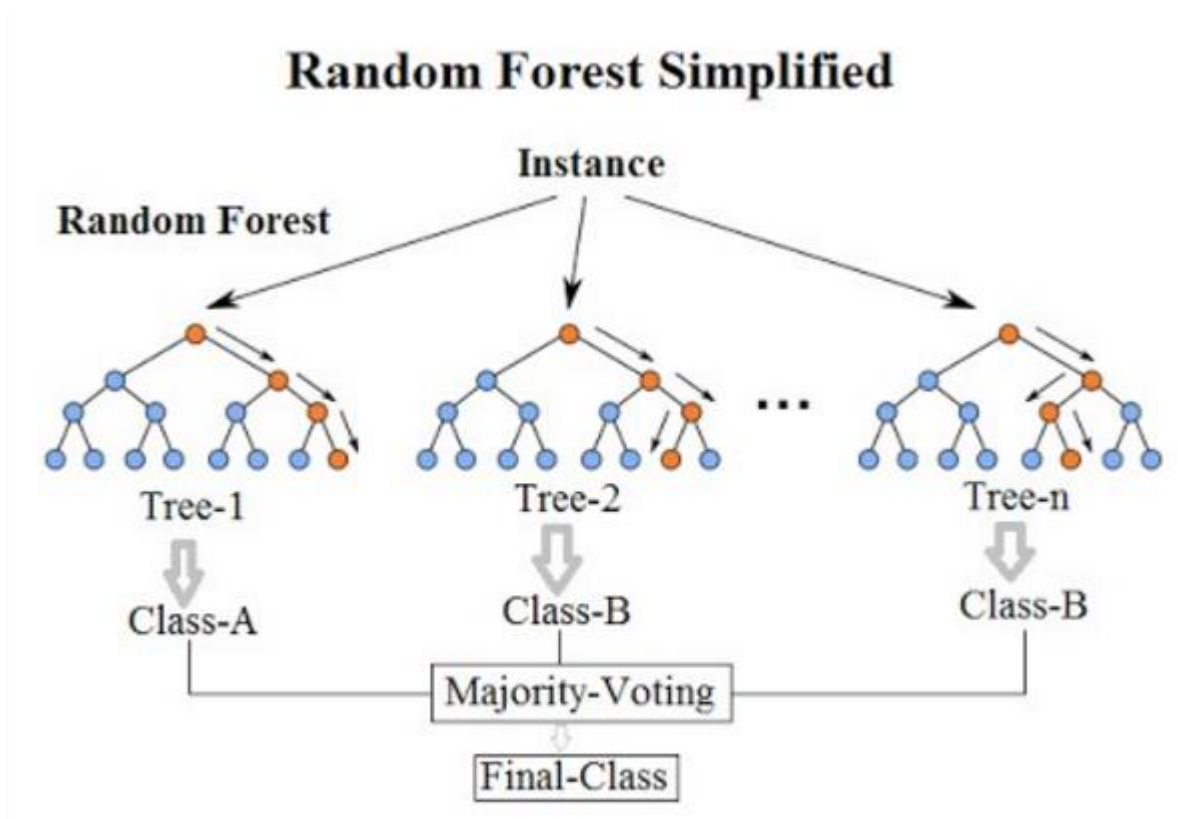 Random Forest Simplified
Instance
Random Forest
...
Tree-1
Tree-2
Tree-n
Class-A
Class-B
Class-B
Majority-Voting
Final-Class